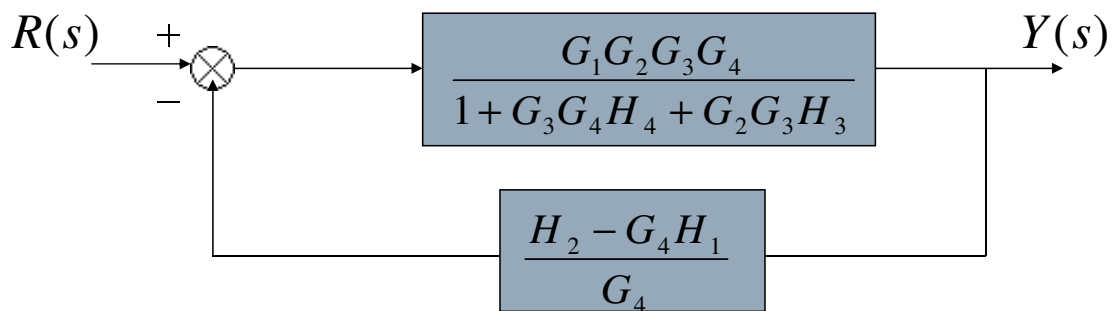 R(s)
+
−
G₁G₂G₃G₄
1 + G₃G₄H₄ + G₂G₃H₃
Y(s)
H₂ − G₄H₁
G₄